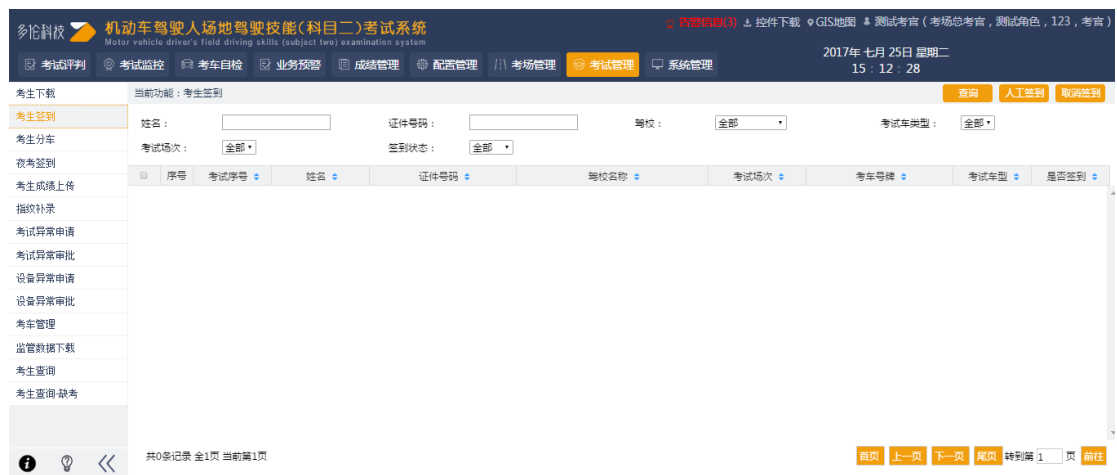 多伦科技 机动车驾驶人场地驾驶技能(科目二)考试系统
Motor vehicle driver's field driving skills (subject two) examination system
告警信息(3) 控件下载 GIS地图 测试考官(考场总考官,测试角色,123,考官)
考试评判 考试监控 考车自检 业务预警 成绩管理 配置管理 考场管理 考试管理 系统管理
2017年 七月 25日 星期二
15:12:28
考生下载
考生签到
考生分车
夜考签到
考生成绩上传
指纹补录
考试异常申请
考试异常审批
设备异常申请
设备异常审批
考车管理
监管数据下载
考生查询
考生查询-缺考
当前功能:考生签到 查询 人工签到 取消签到
姓名: 证件号码: 驾校: 全部 考试车类型: 全部
考试场次: 全部 签到状态: 全部
序号 考试序号 姓名 证件号码 驾校名称 考试场次 考车号牌 考试车型 是否签到
共0条记录 全1页 当前第1页 首页 上一页 下一页 尾页 转到第 1 页 前往